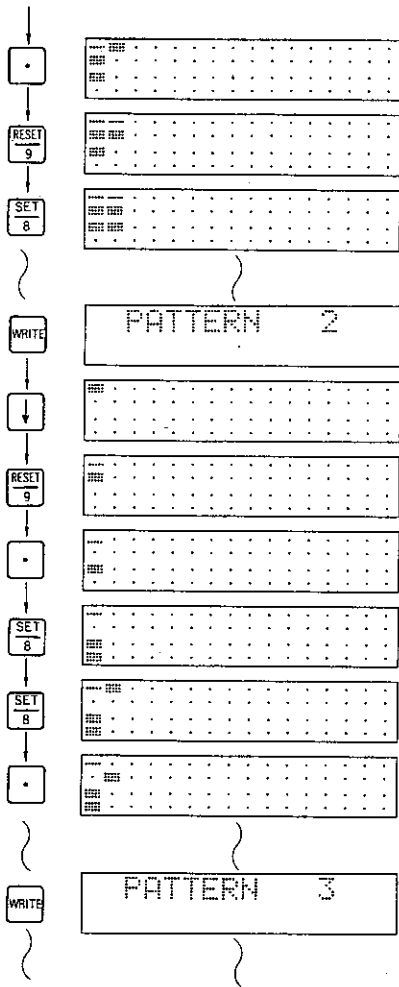 RESET
9
SET
8
WRITE
PATTERN 2
RESET
9
SET
8
SET
8
WRITE
PATTERN 3